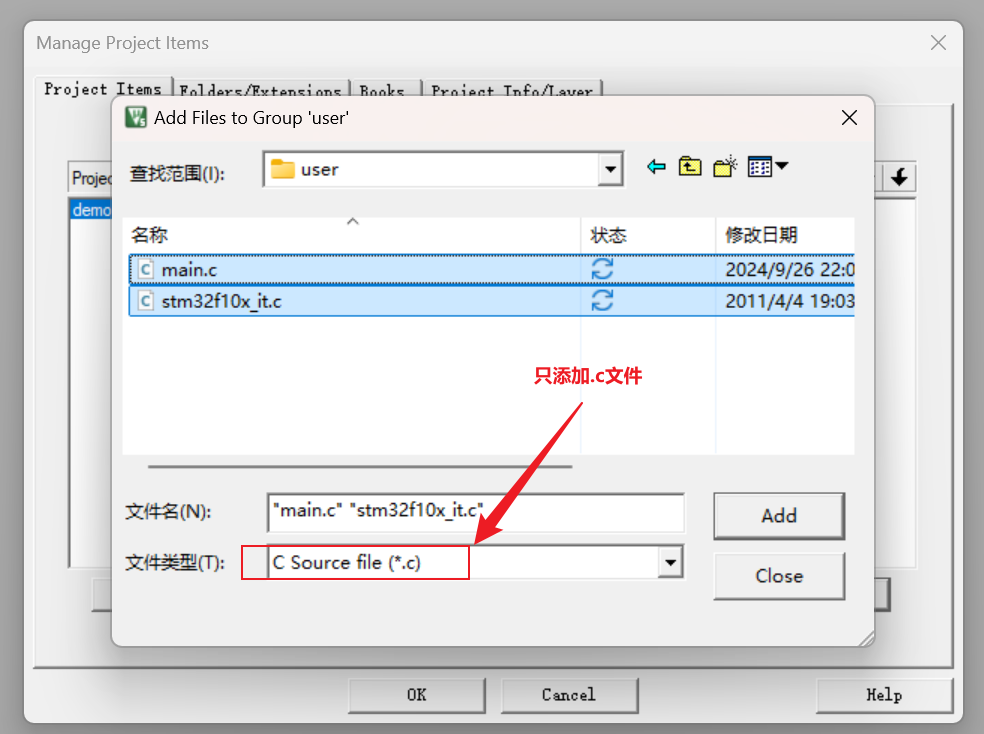 Manage Project Items
Project Items Folders/Extensions Books Project Info/Layer
Add Files to Group 'user'
查找范围(I): user
Projec
demo
名称 状态 修改日期
main.c 2024/9/26 22:0
stm32f10x_it.c 2011/4/4 19:03
只添加.c文件
文件名(N): "main.c" "stm32f10x_it.c" Add
文件类型(T): C Source file (*.c)
Close
OK Cancel Help